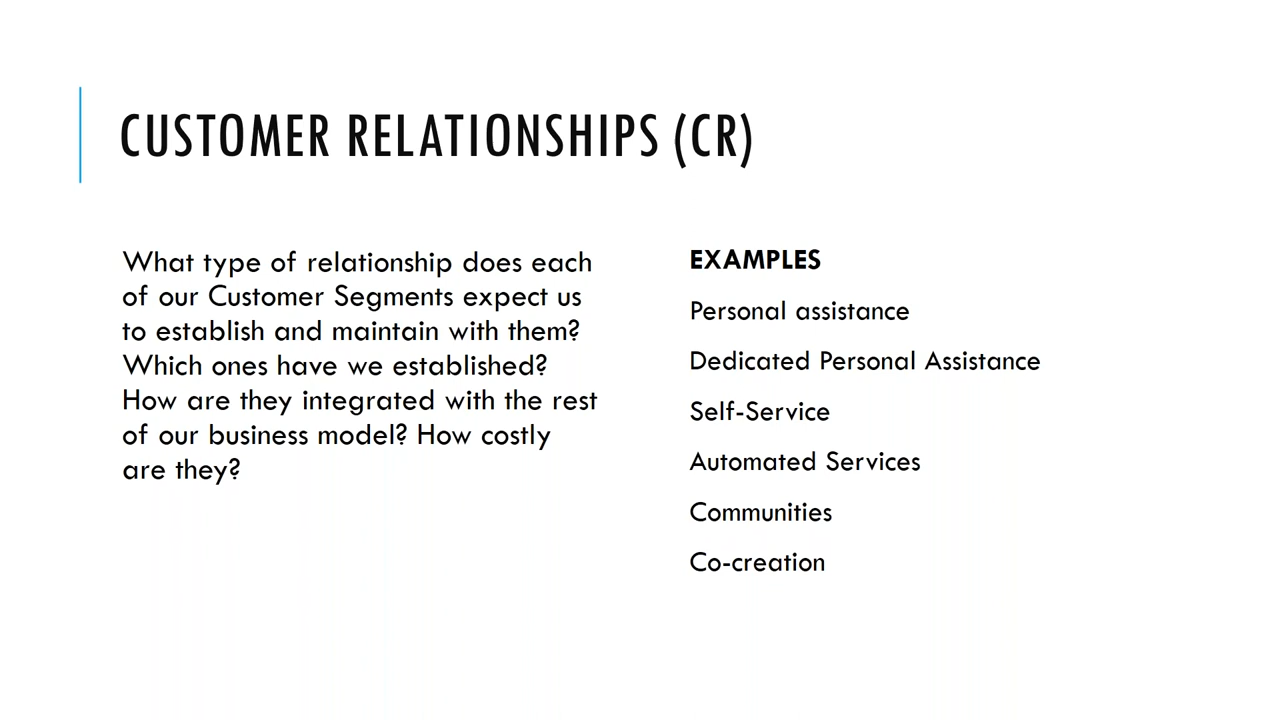 CUSTOMER RELATIONSHIPS (CR)
What type of relationship does each
of our Customer Segments expect us
to establish and maintain with them?
Which ones have we established?
How are they integrated with the rest
of our business model? How costly
are they?
EXAMPLES
Personal assistance
Dedicated Personal Assistance
Self-Service
Automated Services
Communities
Co-creation